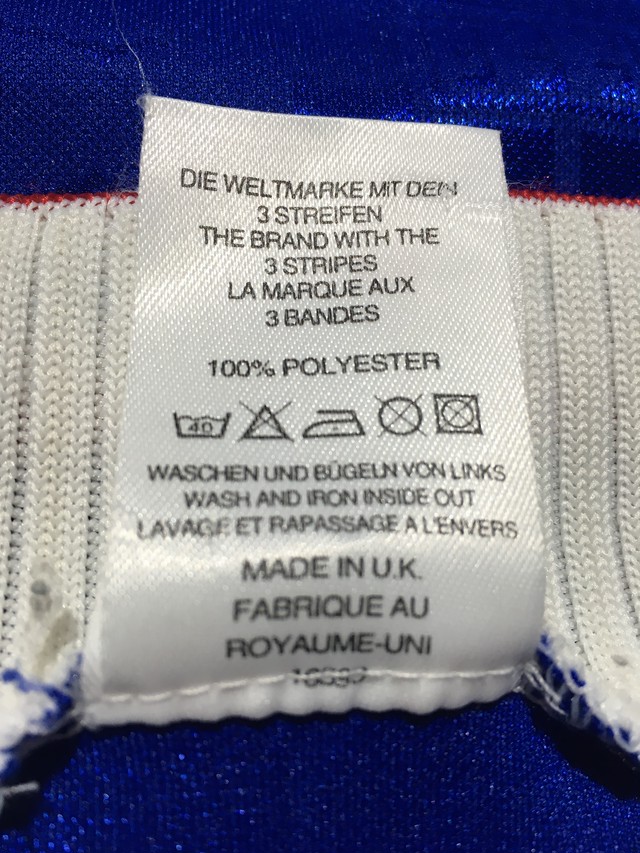 DIE WELTMARKE MIT DEN
3 STREIFEN
THE BRAND WITH THE
3 STRIPES
LA MARQUE AUX
3 BANDES
100% POLYESTER
40
WASCHEN UND BÜGELN VON LINKS
WASH AND IRON INSIDE OUT
LAVAGE ET RAPASSAGE A L'ENVERS
MADE IN U.K.
FABRIQUE AU
ROYAUME-UNI